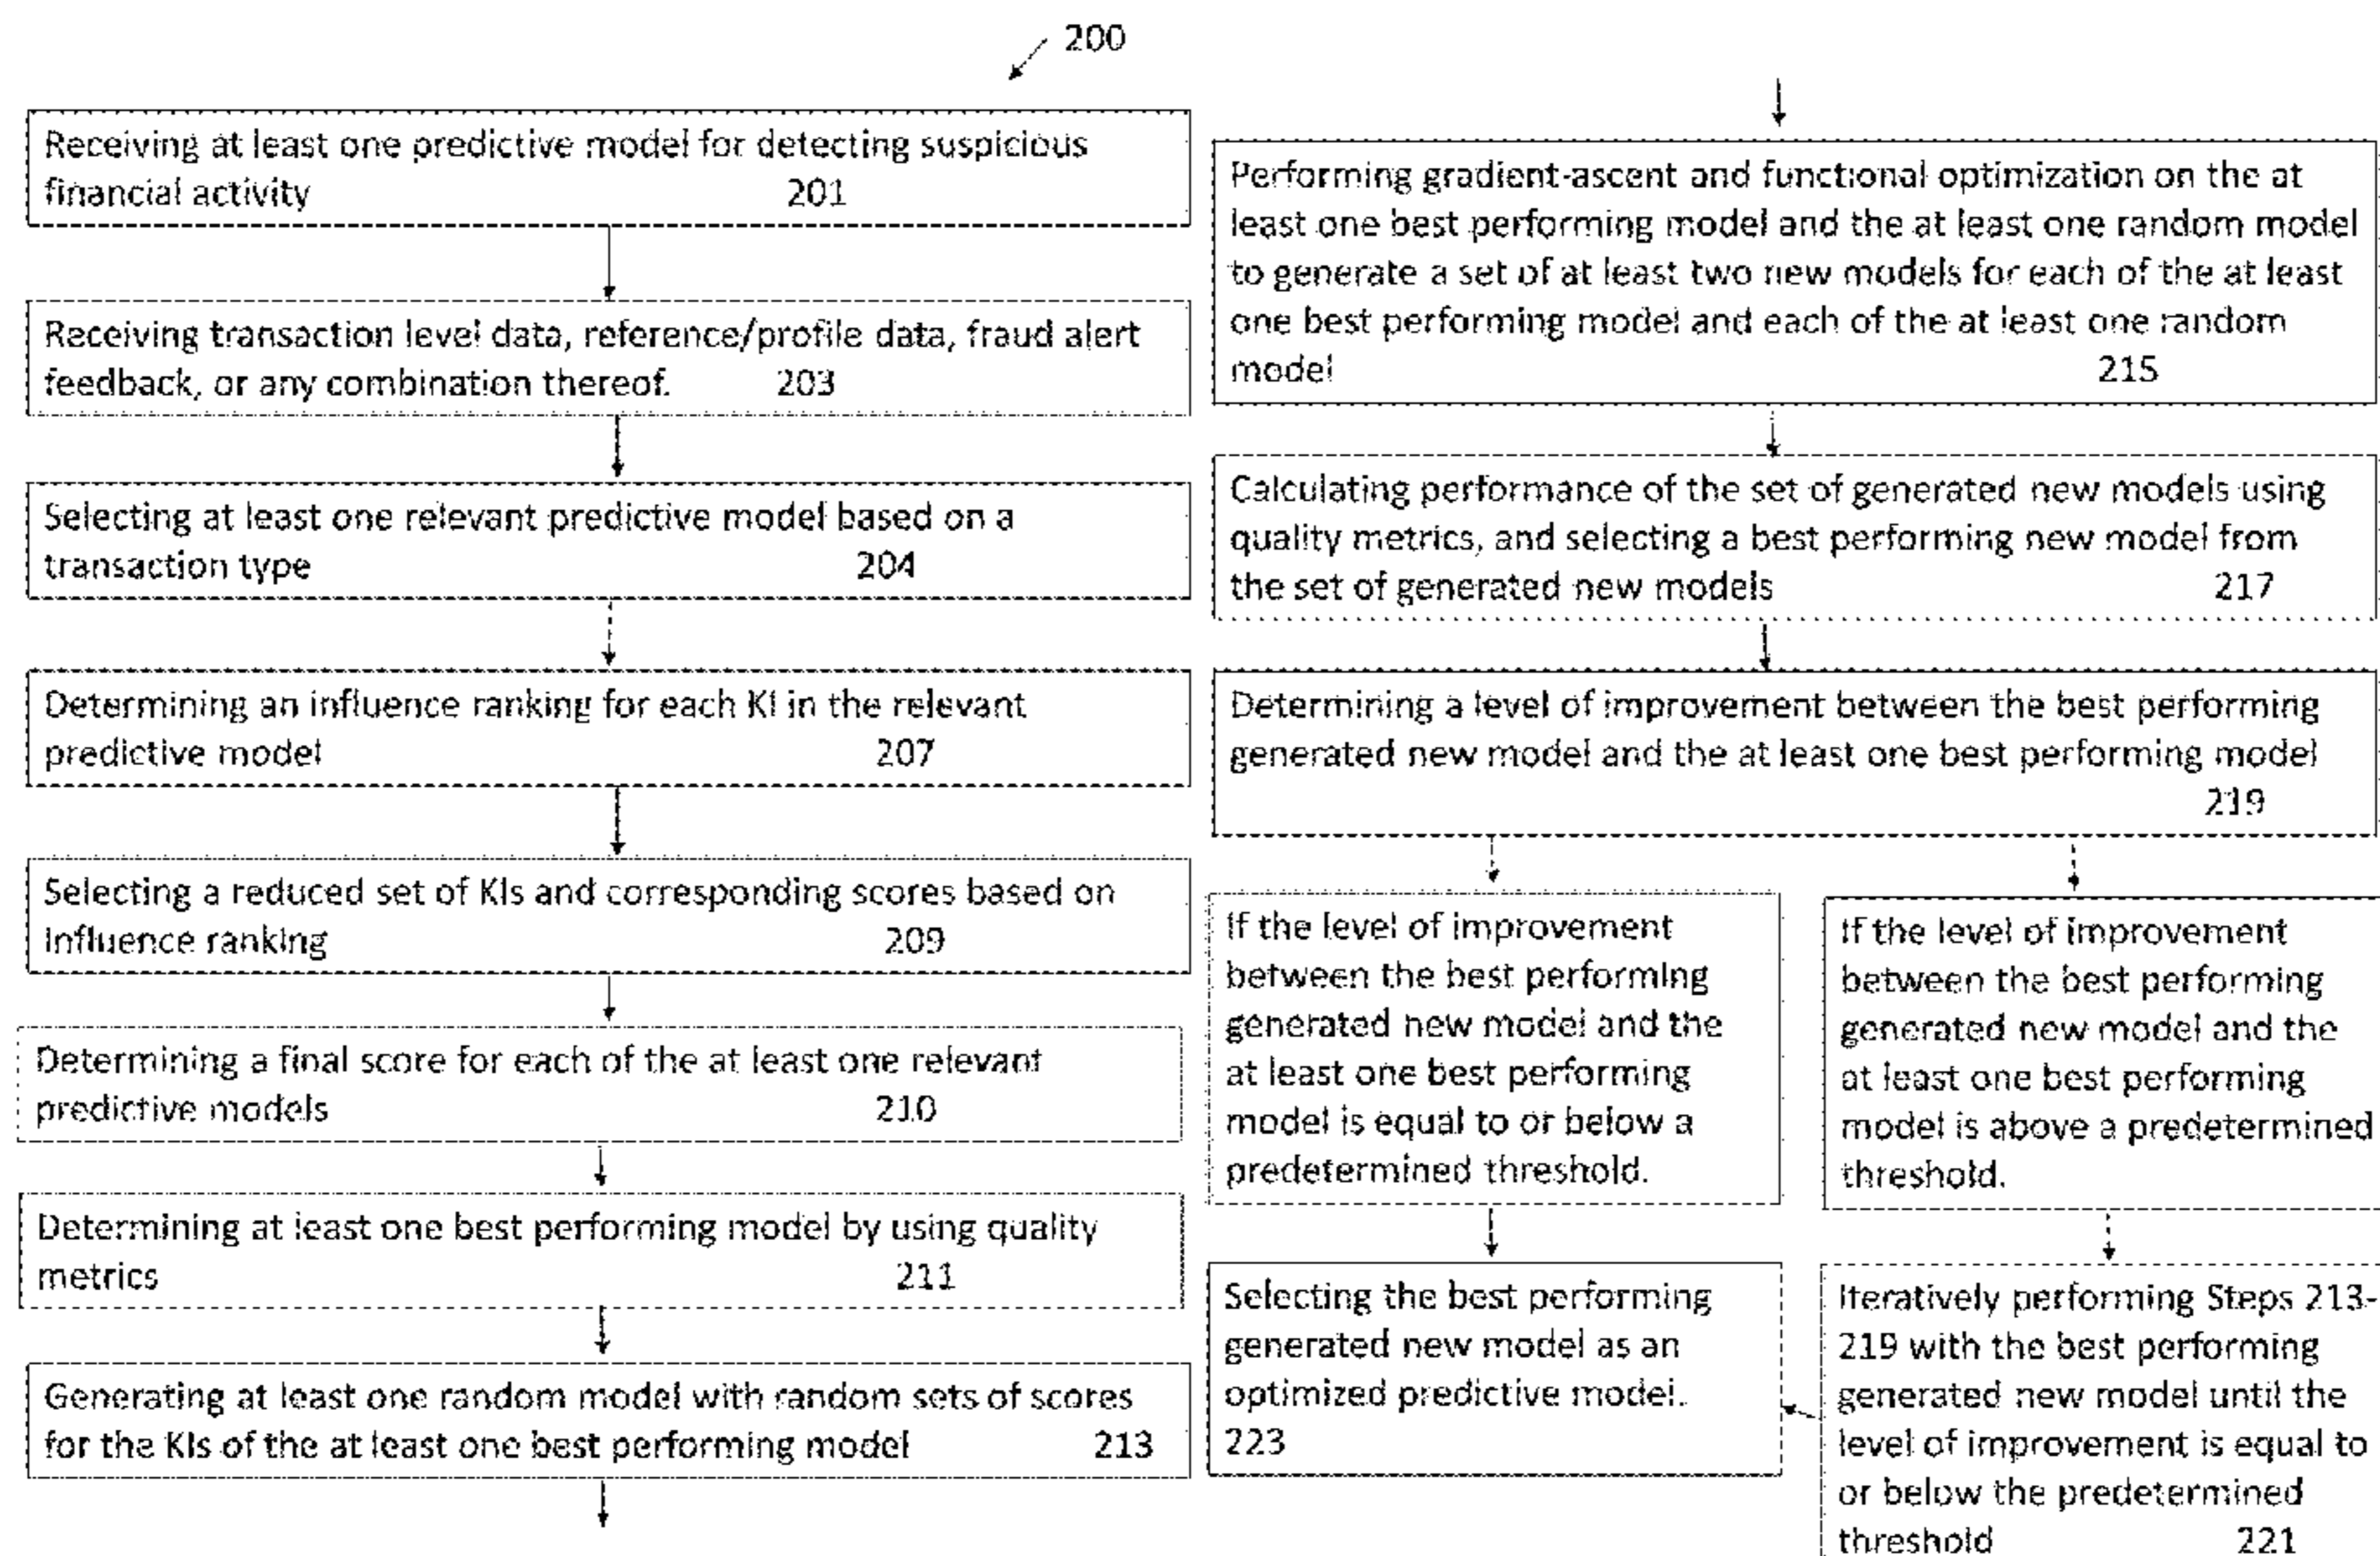 200
Receiving at least one predictive model for detecting suspicious
financial activity 201
Receiving transaction level data, reference/profile data, fraud alert
feedback, or any combination thereof. 203
Selecting at least one relevant predictive model based on a
transaction type 204
Determining an influence ranking for each KI in the relevant
predictive model 207
Selecting a reduced set of KIs and corresponding scores based on
influence ranking 209
Determining a final score for each of the at least one relevant
predictive models 210
Determining at least one best performing model by using quality
metrics 211
Generating at least one random model with random sets of scores
for the KIs of the at least one best performing model 213
Performing gradient-ascent and functional optimization on the at
least one best performing model and the at least one random model
to generate a set of at least two new models for each of the at least
one best performing model and each of the at least one random
model 215
Calculating performance of the set of generated new models using
quality metrics, and selecting a best performing new model from
the set of generated new models 217
Determining a level of improvement between the best performing
generated new model and the at least one best performing model
219
If the level of improvement
between the best performing
generated new model and the
at least one best performing
model is equal to or below a
predetermined threshold.
Selecting the best performing
generated new model as an
optimized predictive model.
223
If the level of improvement
between the best performing
generated new model and the
at least one best performing
model is above a predetermined
threshold.
Iteratively performing Steps 213-
219 with the best performing
generated new model until the
level of improvement is equal to
or below the predetermined
threshold 221